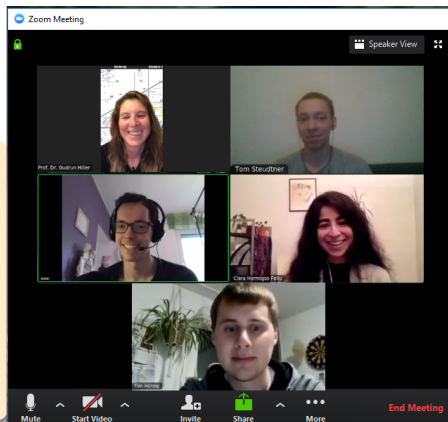 Zoom Meeting
Speaker View
Prof. Dr. Gudrun Hiller
Tom Steudtner
Clara Hormigos Feliu
Tim Hönig
Mute
Start Video
Invite
Share
More
End Meeting